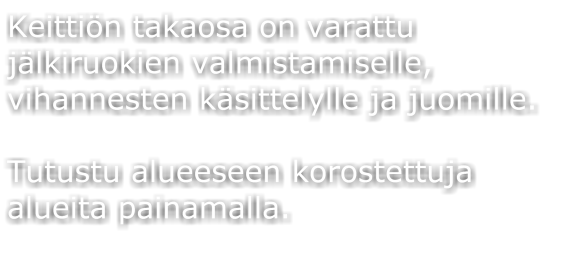 Keittiön takaosa on varattu
jälkiruokien valmistamiselle,
vihannesten käsittelylle ja juomille.
Tutustu alueeseen korostettuja
alueita painamalla.